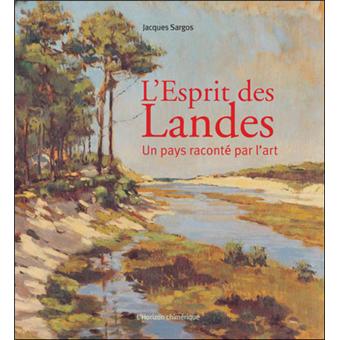 Jacques Sargos
L'Esprit des
Landes
Un pays raconté par l'art
L'Horizon chimérique